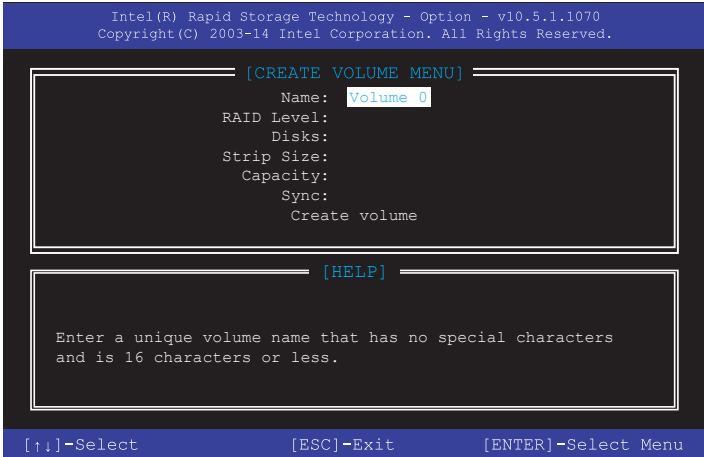 Intel(R) Rapid Storage Technology - Option - v10.5.1.1070
Copyright(C) 2003-14 Intel Corporation. All Rights Reserved.
[CREATE VOLUME MENU]
Name: Volume 0
RAID Level:
Disks:
Strip Size:
Capacity:
Sync:
Create volume
[HELP]
Enter a unique volume name that has no special characters
and is 16 characters or less.
[↑↓]-Select [ESC]-Exit [ENTER]-Select Menu